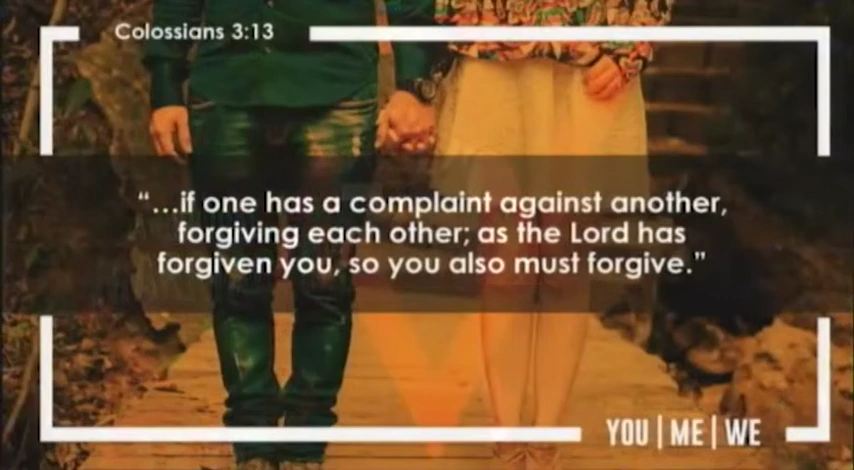 Colossians 3:13
“...if one has a complaint against another,
forgiving each other; as the Lord has
forgiven you, so you also must forgive.”
YOU | ME | WE